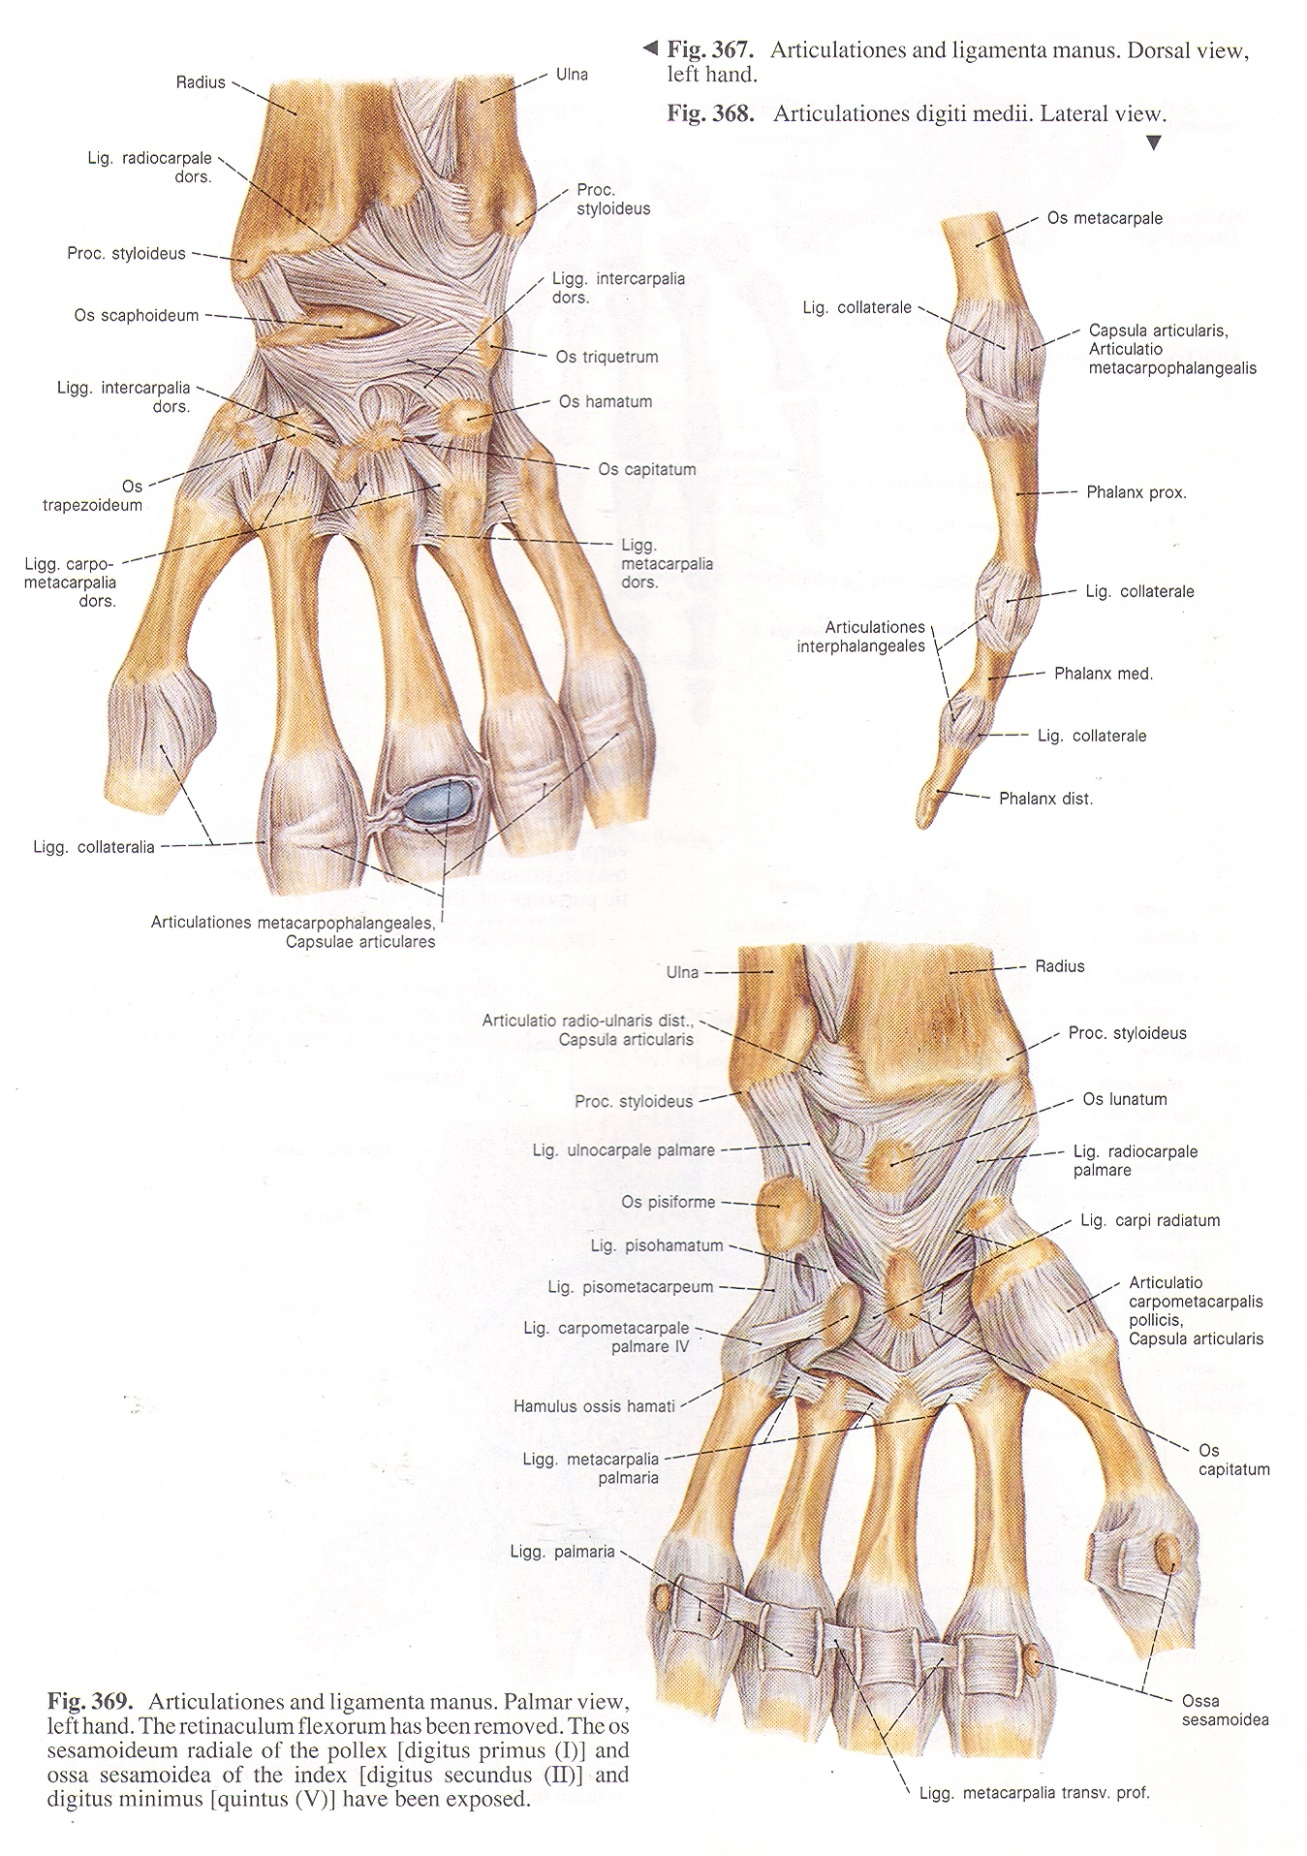 ◄ Fig. 367. Articulationes and ligamenta manus. Dorsal view,
left hand.
Fig. 368. Articulationes digiti medii. Lateral view.
▼
Radius
Ulna
Lig. radiocarpale
dors.
Proc.
styloideus
Proc. styloideus
Ligg. intercarpalia
dors.
Os scaphoideum
Os triquetrum
Ligg. intercarpalia
dors.
Os hamatum
Os capitatum
Os
trapezoideum
Ligg. carpo-
metacarpalia
dors.
Ligg.
metacarpalia
dors.
Ligg. collateralia
Articulationes metacarpophalangeales,
Capsulae articulares
Os metacarpale
Lig. collaterale
Capsula articularis,
Articulatio
metacarpophalangealis
Phalanx prox.
Lig. collaterale
Articulationes
interphalangeales
Phalanx med.
Lig. collaterale
Phalanx dist.
Ulna
Radius
Articulatio radio-ulnaris dist.,
Capsula articularis
Proc. styloideus
Proc. styloideus
Os lunatum
Lig. ulnocarpale palmare
Lig. radiocarpale
palmare
Os pisiforme
Lig. carpi radiatum
Lig. pisohamatum
Lig. pisometacarpeum
Articulatio
carpometacarpalis
pollicis,
Capsula articularis
Lig. carpometacarpale
palmare IV
Hamulus ossis hamati
Ligg. metacarpalia
palmaria
Os
capitatum
Ligg. palmaria
Ossa
sesamoidea
Ligg. metacarpalia transv. prof.
Fig. 369. Articulationes and ligamenta manus. Palmar view,
left hand. The retinaculum flexorum has been removed. The os
sesamoideum radiale of the pollex [digitus primus (I)] and
ossa sesamoidea of the index [digitus secundus (II)] and
digitus minimus [quintus (V)] have been exposed.